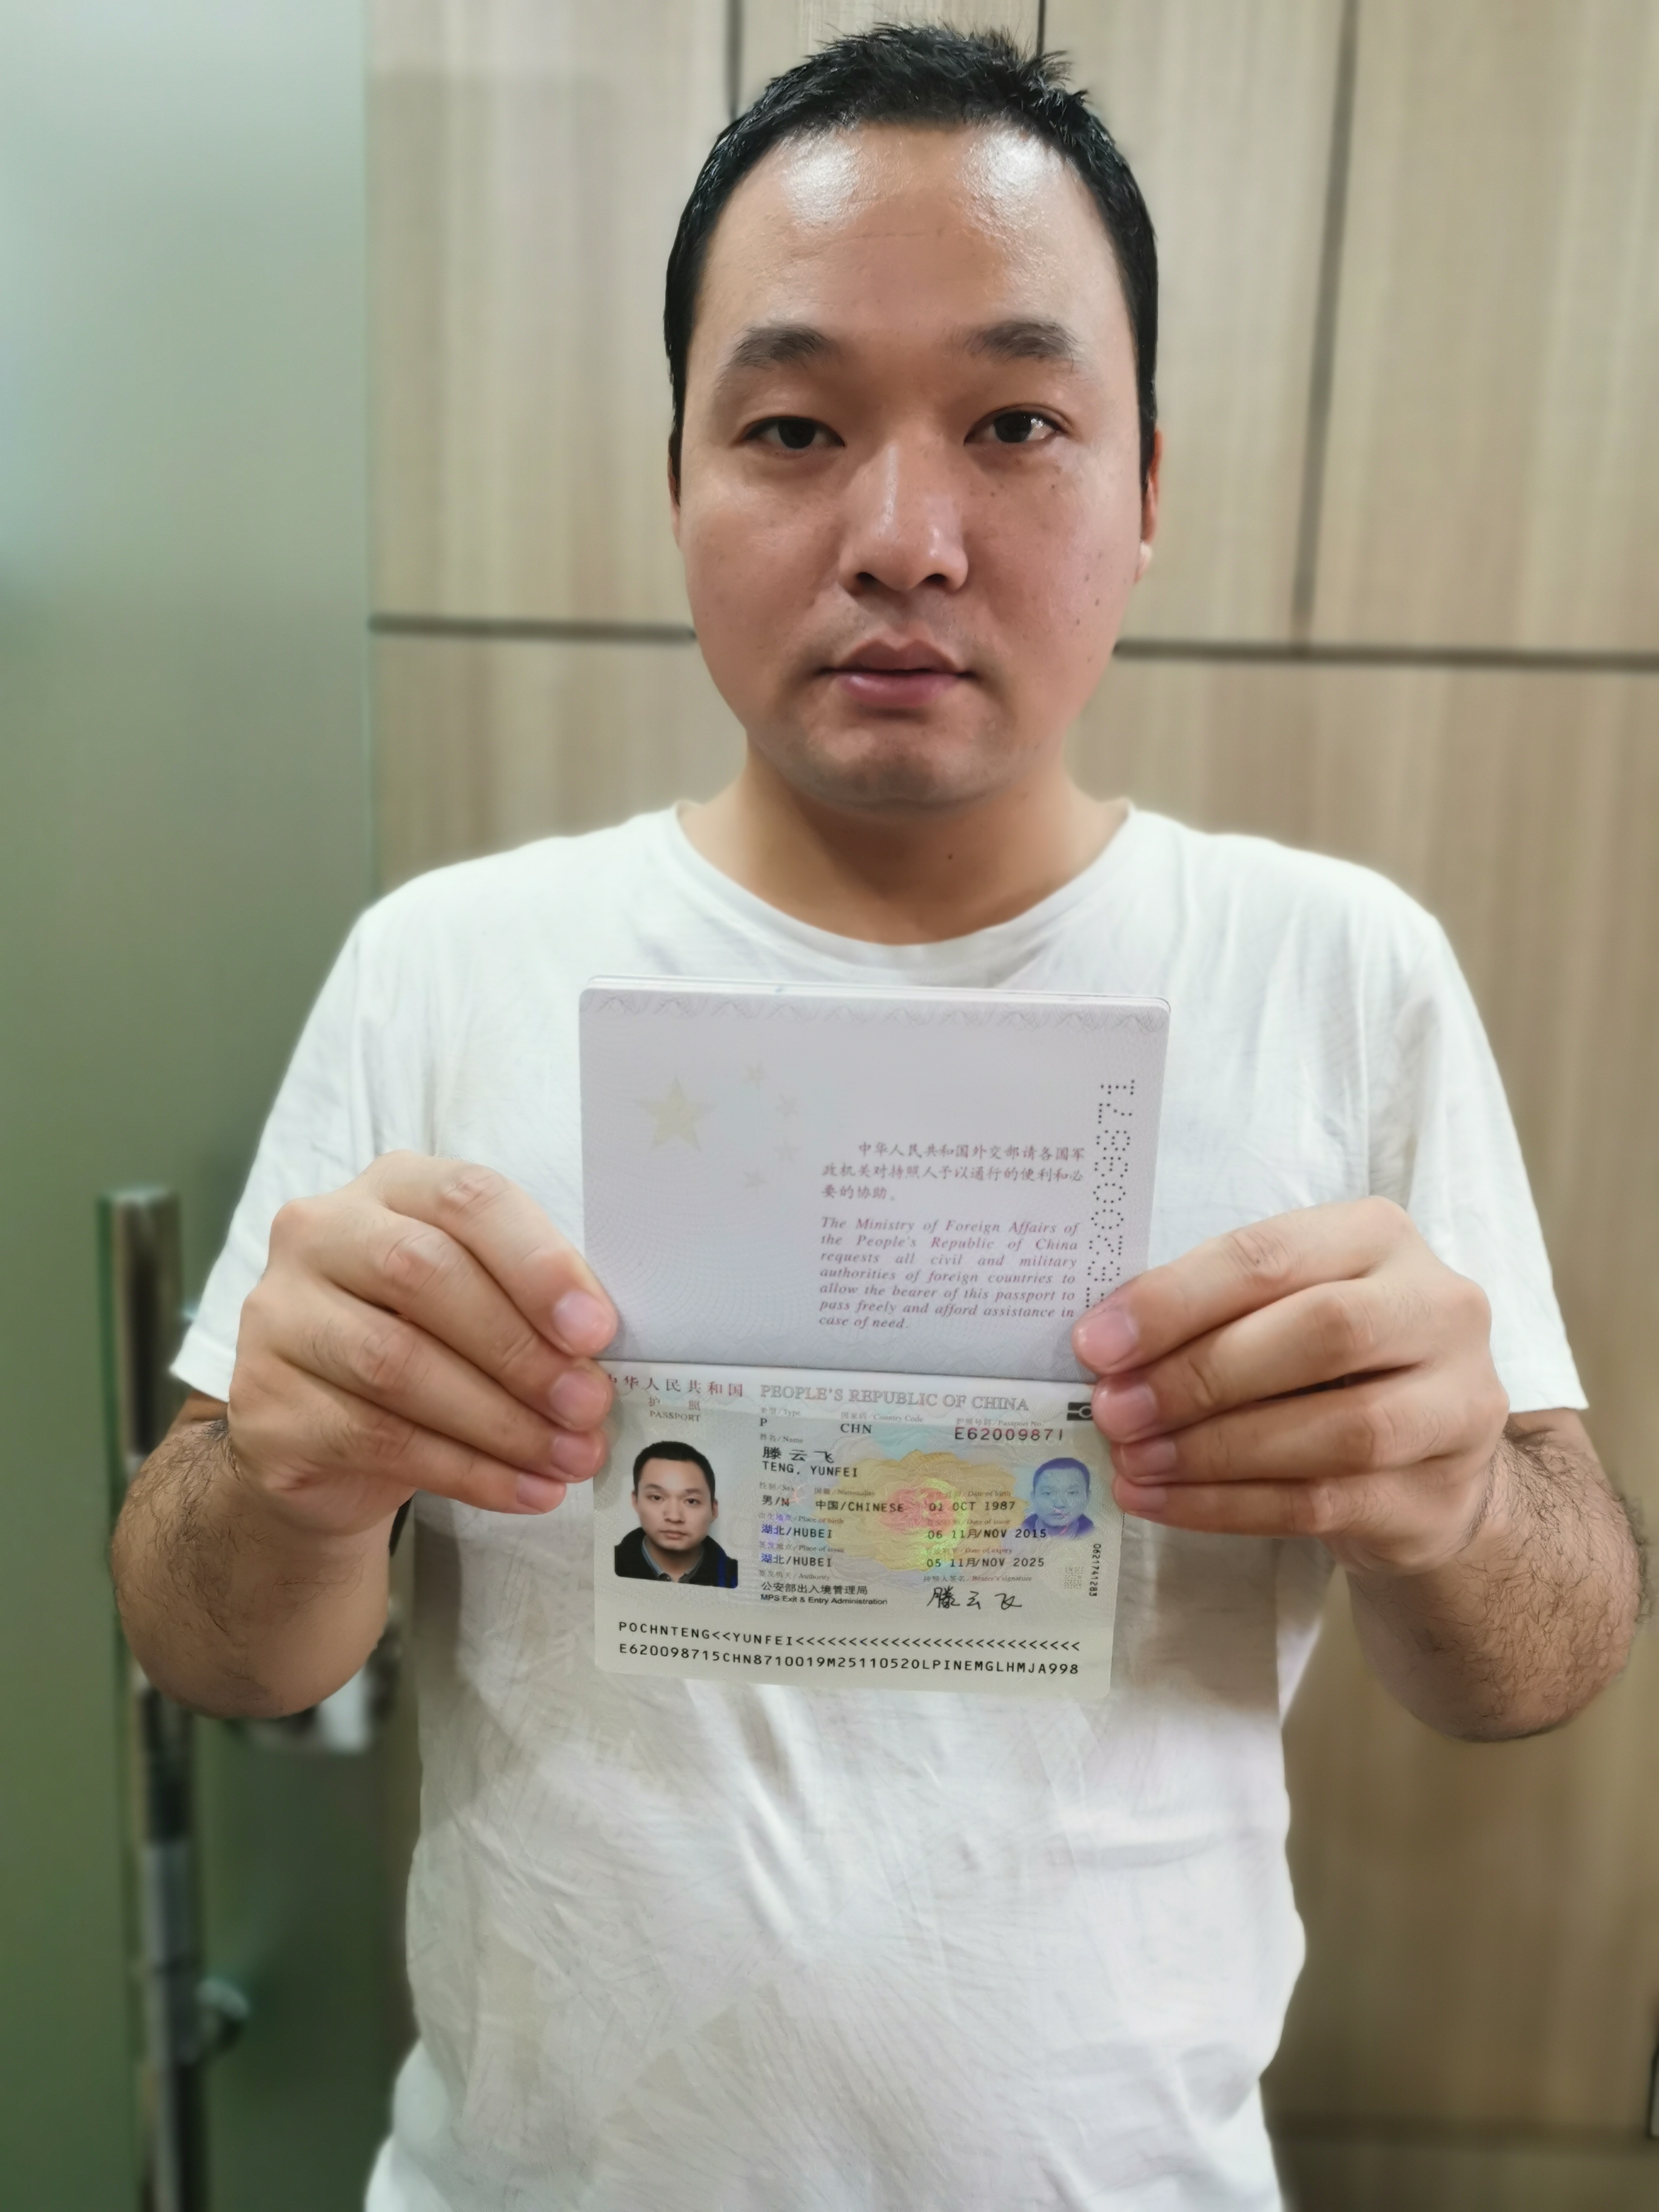 中华人民共和国外交部请各国军
政机关对持照人予以通行的便利和必
要的协助。
The Ministry of Foreign Affairs of
the People's Republic of China
requests all civil and military
authorities of foreign countries to
allow the bearer of this passport to
pass freely and afford assistance in
case of need.
E62009871
中华人民共和国 PEOPLE'S REPUBLIC OF CHINA
护 照
PASSPORT
类型/Type 国家码/Country Code 护照号码/Passport No.
P CHN E62009871
姓名/Name
滕云飞
TENG, YUNFEI
性别/Sex 国籍/Nationality 出生日期/Date of birth
男/M 中国/CHINESE 01 OCT 1987
出生地点/Place of birth 签发日期/Date of issue
湖北/HUBEI 06 11月/NOV 2015
签发地点/Place of issue 有效期至/Date of expiry
湖北/HUBEI 05 11月/NOV 2025
签发机关/Authority 持照人签名/Bearer's signature
公安部出入境管理局 滕云飞
MPS Exit & Entry Administration
0621741283
POCHNTENG<<YUNFEI<<<<<<<<<<<<<<<<<<<<<<<<<<<
E620098715CHN8710019M2511052OLPINEMGLHMJA998